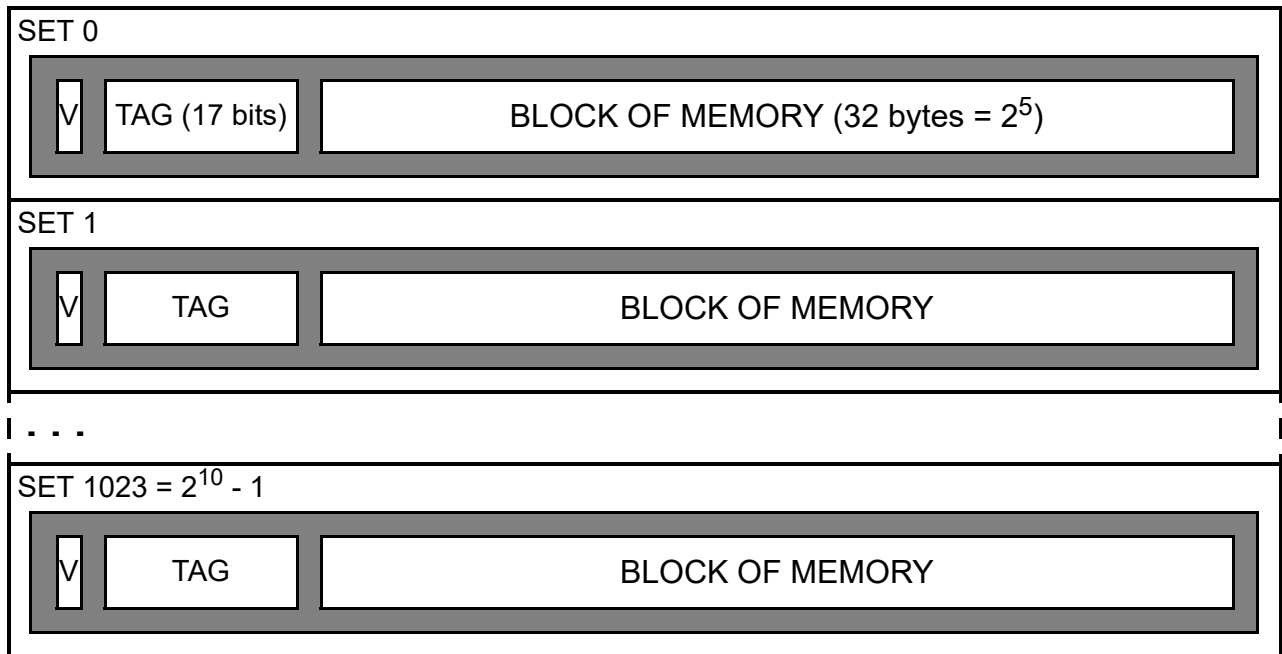 SET 0
V TAG (17 bits) BLOCK OF MEMORY (32 bytes = 2⁵)
SET 1
V TAG BLOCK OF MEMORY
. . .
SET 1023 = 2¹⁰ - 1
V TAG BLOCK OF MEMORY